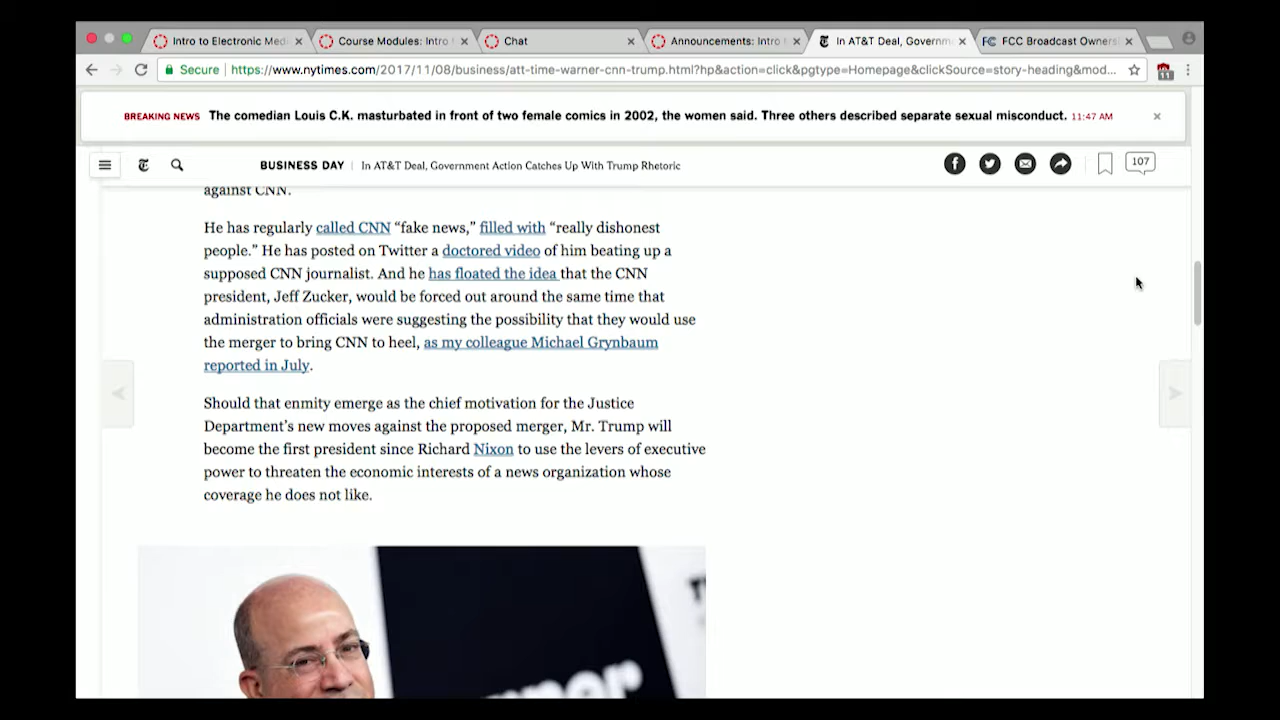 Intro to Electronic Medi
Course Modules: Intro
Chat
Announcements: Intro
In AT&T Deal, Governm
FCC Broadcast Owners
Secure
https://www.nytimes.com/2017/11/08/business/att-time-warner-cnn-trump.html?hp&action=click&pgtype=Homepage&clickSource=story-heading&mod...
11
BREAKING NEWS The comedian Louis C.K. masturbated in front of two female comics in 2002, the women said. Three others described separate sexual misconduct. 11:47 AM
BUSINESS DAY | In AT&T Deal, Government Action Catches Up With Trump Rhetoric
107
against CNN.
He has regularly called CNN “fake news,” filled with “really dishonest
people.” He has posted on Twitter a doctored video of him beating up a
supposed CNN journalist. And he has floated the idea that the CNN
president, Jeff Zucker, would be forced out around the same time that
administration officials were suggesting the possibility that they would use
the merger to bring CNN to heel, as my colleague Michael Grynbaum
reported in July.
Should that enmity emerge as the chief motivation for the Justice
Department’s new moves against the proposed merger, Mr. Trump will
become the first president since Richard Nixon to use the levers of executive
power to threaten the economic interests of a news organization whose
coverage he does not like.